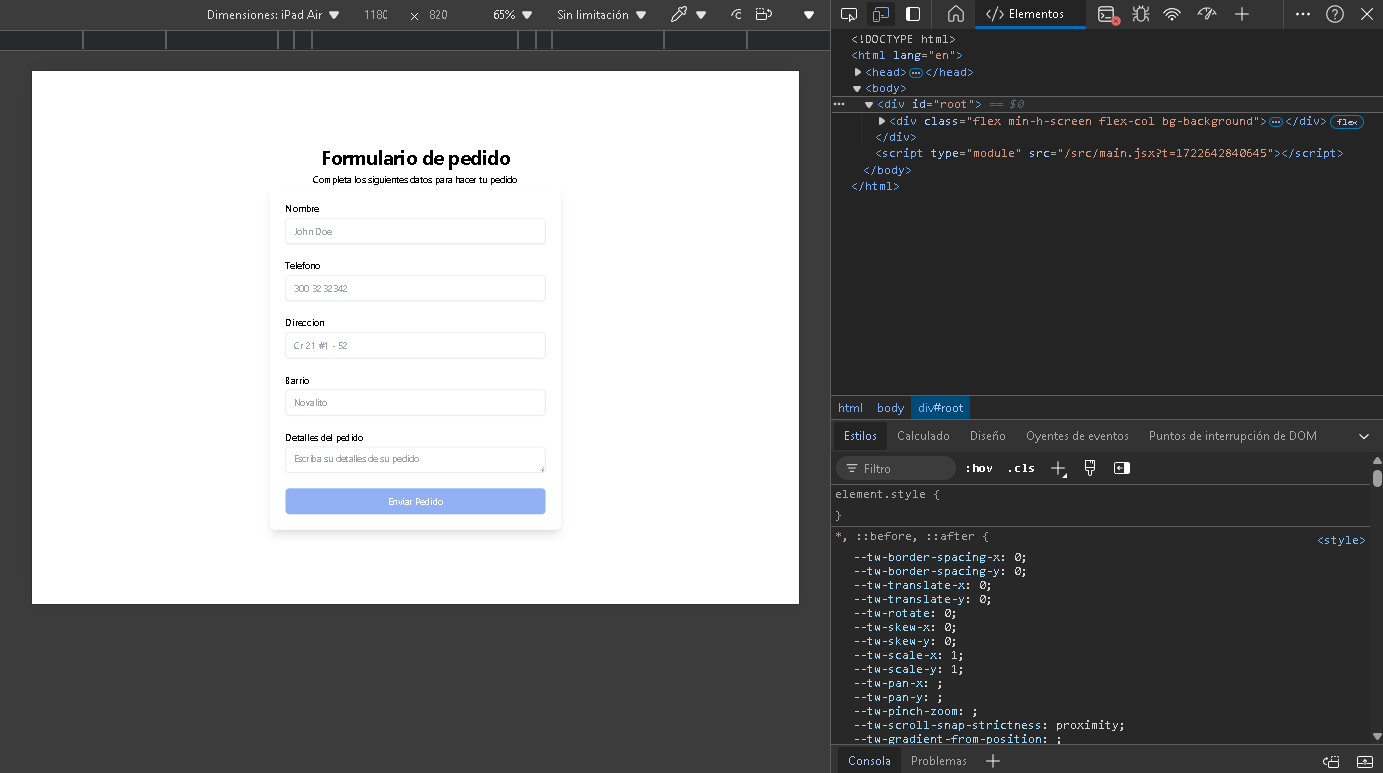 Dimensiones: iPad Air 1180 × 820 65% Sin limitación
Formulario de pedido
Completa los siguientes datos para hacer tu pedido
Nombre
John Doe
Telefono
300 32 32342
Direccion
Cr 21 #1 - 52
Barrio
Novalito
Detalles del pedido
Escriba su detalles de su pedido
Enviar Pedido
</> Elementos
<!DOCTYPE html>
<html lang="en">
<head> ··· </head>
<body>
··· <div id="root"> == $0
<div class="flex min-h-screen flex-col bg-background"> ··· </div> flex
</div>
<script type="module" src="/src/main.jsx?t=1722642840645"></script>
</body>
</html>
html body div#root
Estilos Calculado Diseño Oyentes de eventos Puntos de interrupción de DOM
Filtro :hov .cls
element.style {
}
*, ::before, ::after { <style>
--tw-border-spacing-x: 0;
--tw-border-spacing-y: 0;
--tw-translate-x: 0;
--tw-translate-y: 0;
--tw-rotate: 0;
--tw-skew-x: 0;
--tw-skew-y: 0;
--tw-scale-x: 1;
--tw-scale-y: 1;
--tw-pan-x: ;
--tw-pan-y: ;
--tw-pinch-zoom: ;
--tw-scroll-snap-strictness: proximity;
--tw-gradient-from-position: ;
Consola Problemas